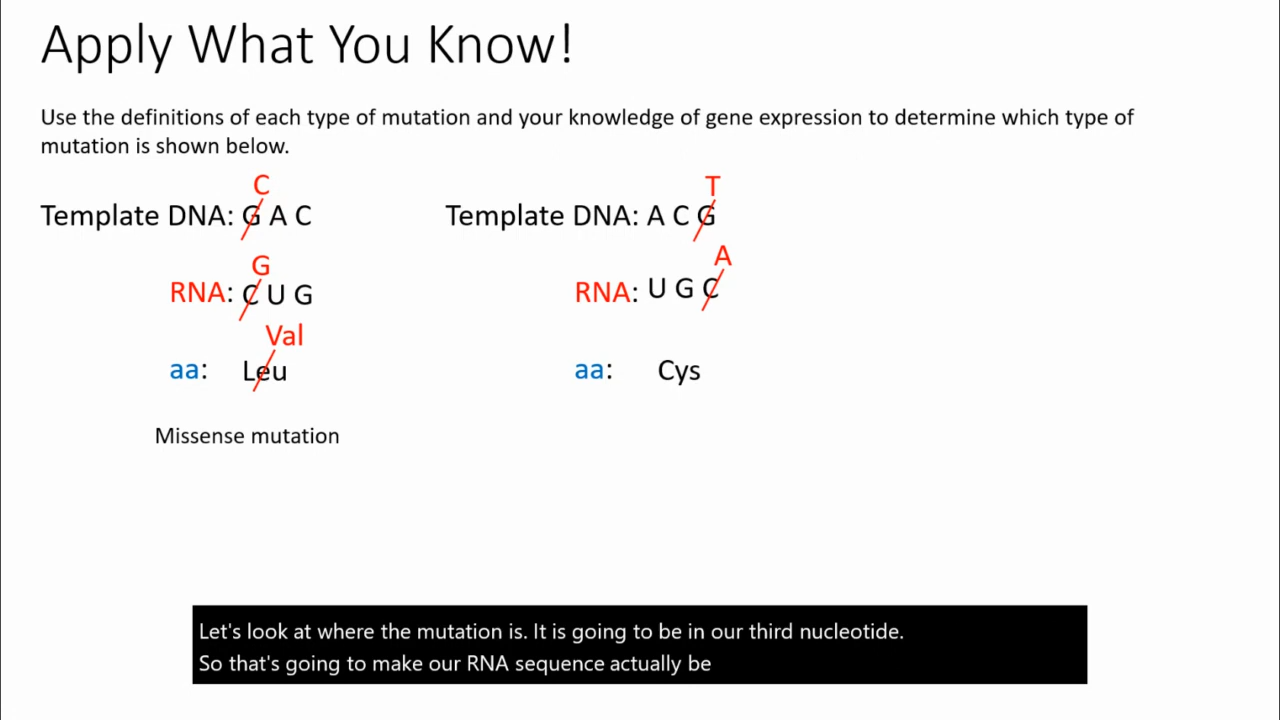 Apply What You Know!
Use the definitions of each type of mutation and your knowledge of gene expression to determine which type of
mutation is shown below.
C
Template DNA: G A C
G
RNA: C U G
Val
aa: Leu
Missense mutation
T
Template DNA: A C G
A
RNA: U G C
aa: Cys
Let's look at where the mutation is. It is going to be in our third nucleotide.
So that's going to make our RNA sequence actually be